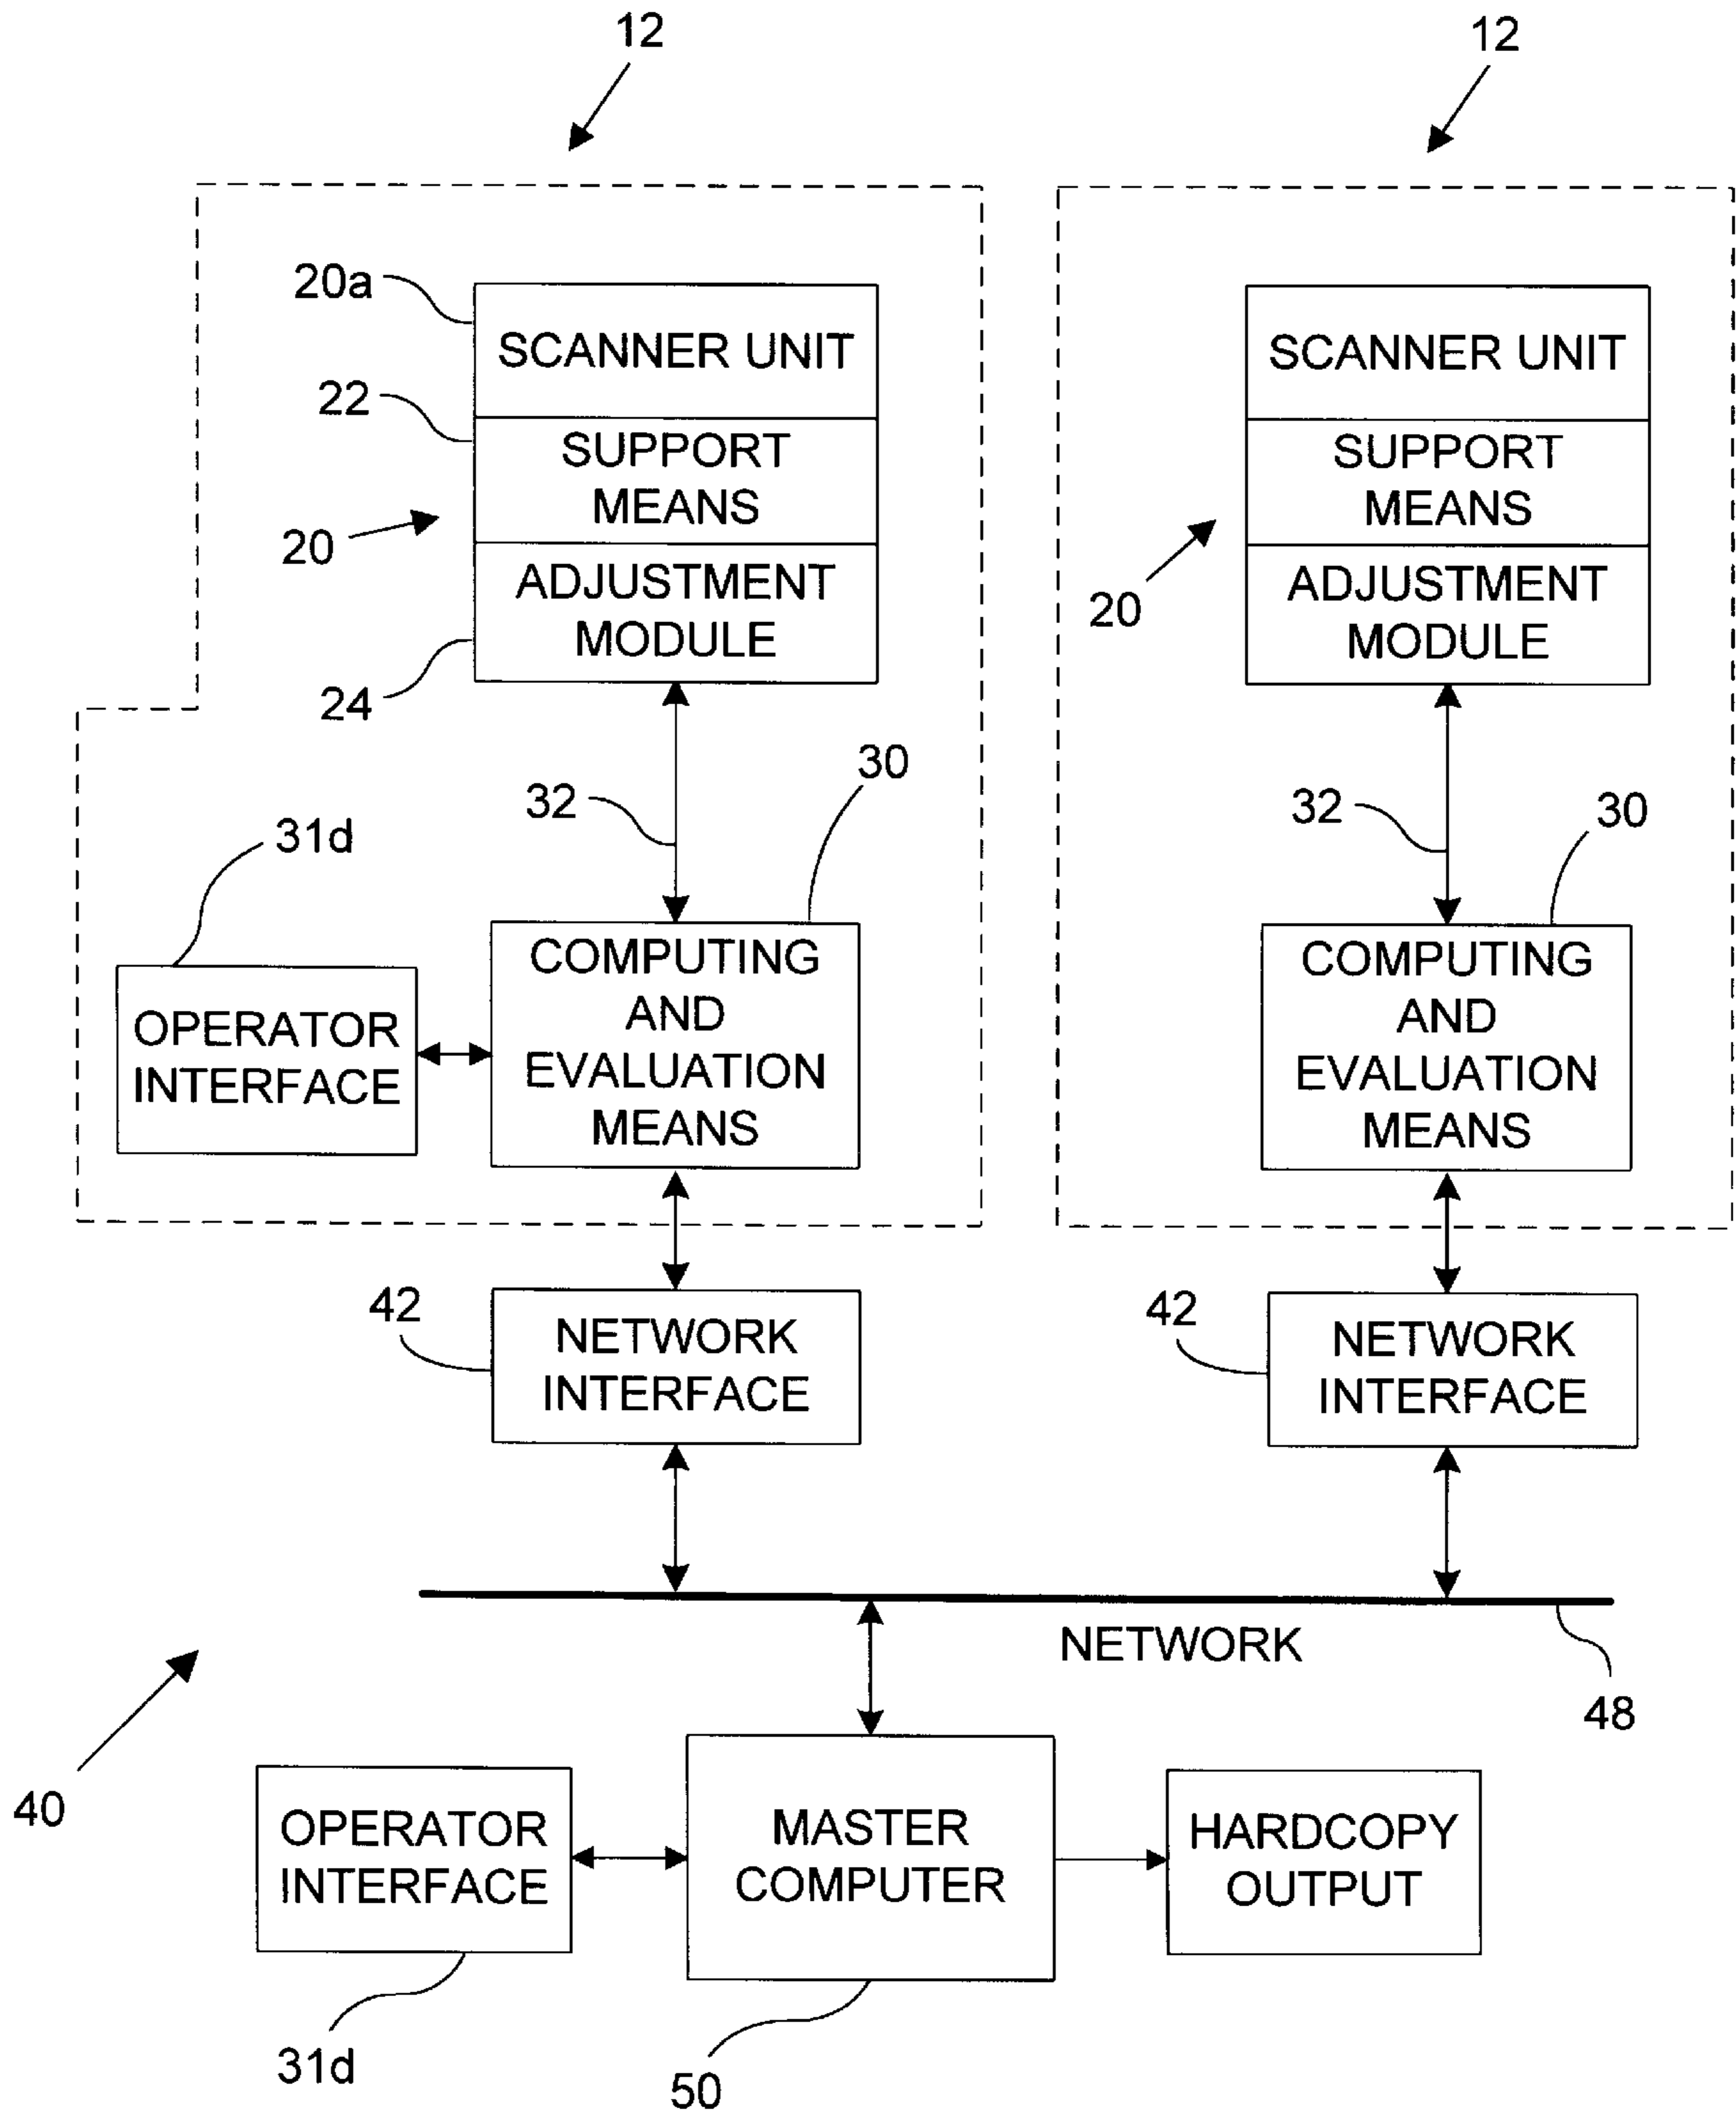 12
12
20a
SCANNER UNIT
SCANNER UNIT
22
SUPPORT
MEANS
SUPPORT
MEANS
20
20
ADJUSTMENT
MODULE
ADJUSTMENT
MODULE
24
32
30
32
30
31d
OPERATOR
INTERFACE
COMPUTING
AND
EVALUATION
MEANS
COMPUTING
AND
EVALUATION
MEANS
42
NETWORK
INTERFACE
42
NETWORK
INTERFACE
NETWORK
48
40
OPERATOR
INTERFACE
MASTER
COMPUTER
HARDCOPY
OUTPUT
31d
50